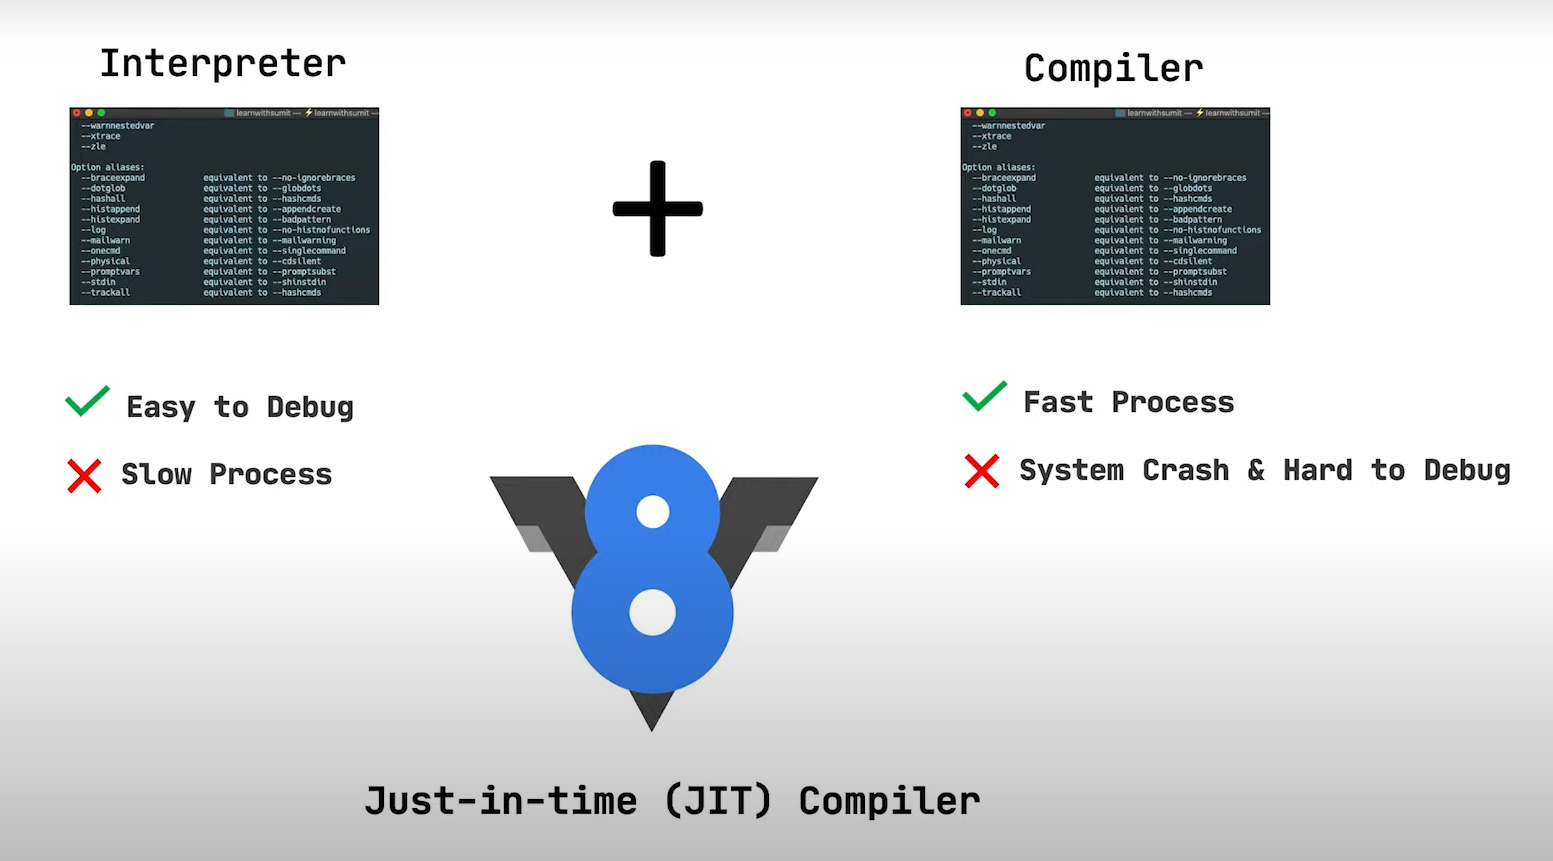 Interpreter
learnwithsumit — ⚡learnwithsumit —
--warnnestedvar
--xtrace
--zle
Option aliases:
--braceexpand equivalent to --no-ignorebraces
--dotglob equivalent to --globdots
--hashall equivalent to --hashcmds
--histappend equivalent to --appendcreate
--histexpand equivalent to --badpattern
--log equivalent to --no-histnofunctions
--mailwarn equivalent to --mailwarning
--onecmd equivalent to --singlecommand
--physical equivalent to --cdsilent
--promptvars equivalent to --promptsubst
--stdin equivalent to --shinstdin
--trackall equivalent to --hashcmds
Easy to Debug
Slow Process
Compiler
learnwithsumit — ⚡learnwithsumit —
--warnnestedvar
--xtrace
--zle
Option aliases:
--braceexpand equivalent to --no-ignorebraces
--dotglob equivalent to --globdots
--hashall equivalent to --hashcmds
--histappend equivalent to --appendcreate
--histexpand equivalent to --badpattern
--log equivalent to --no-histnofunctions
--mailwarn equivalent to --mailwarning
--onecmd equivalent to --singlecommand
--physical equivalent to --cdsilent
--promptvars equivalent to --promptsubst
--stdin equivalent to --shinstdin
--trackall equivalent to --hashcmds
Fast Process
System Crash & Hard to Debug
V8
Just-in-time (JIT) Compiler